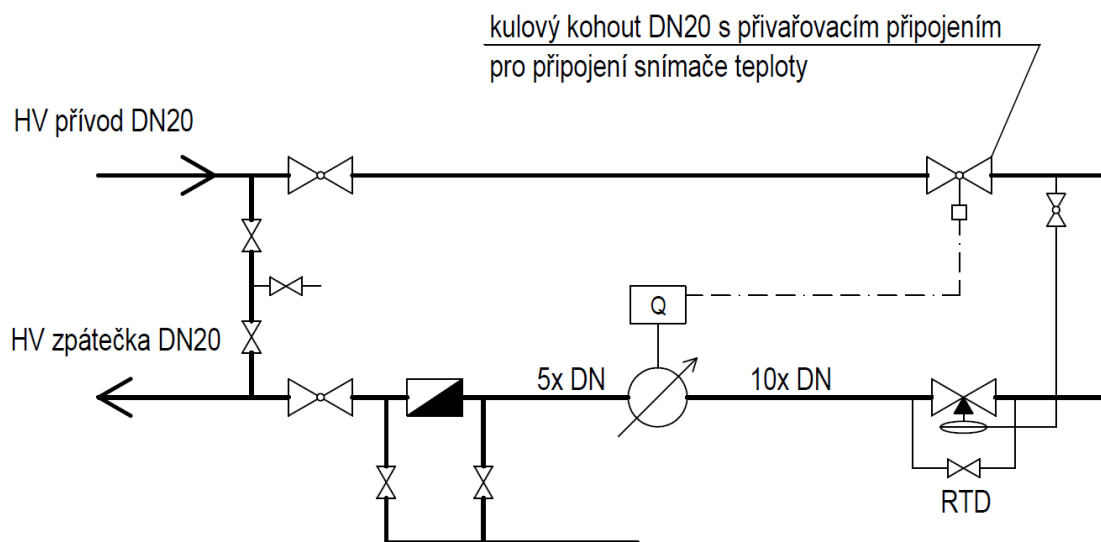 kulový kohout DN20 s přivařovacím připojením
pro připojení snímače teploty
HV přívod DN20
Q
HV zpátečka DN20
5x DN
10x DN
RTD